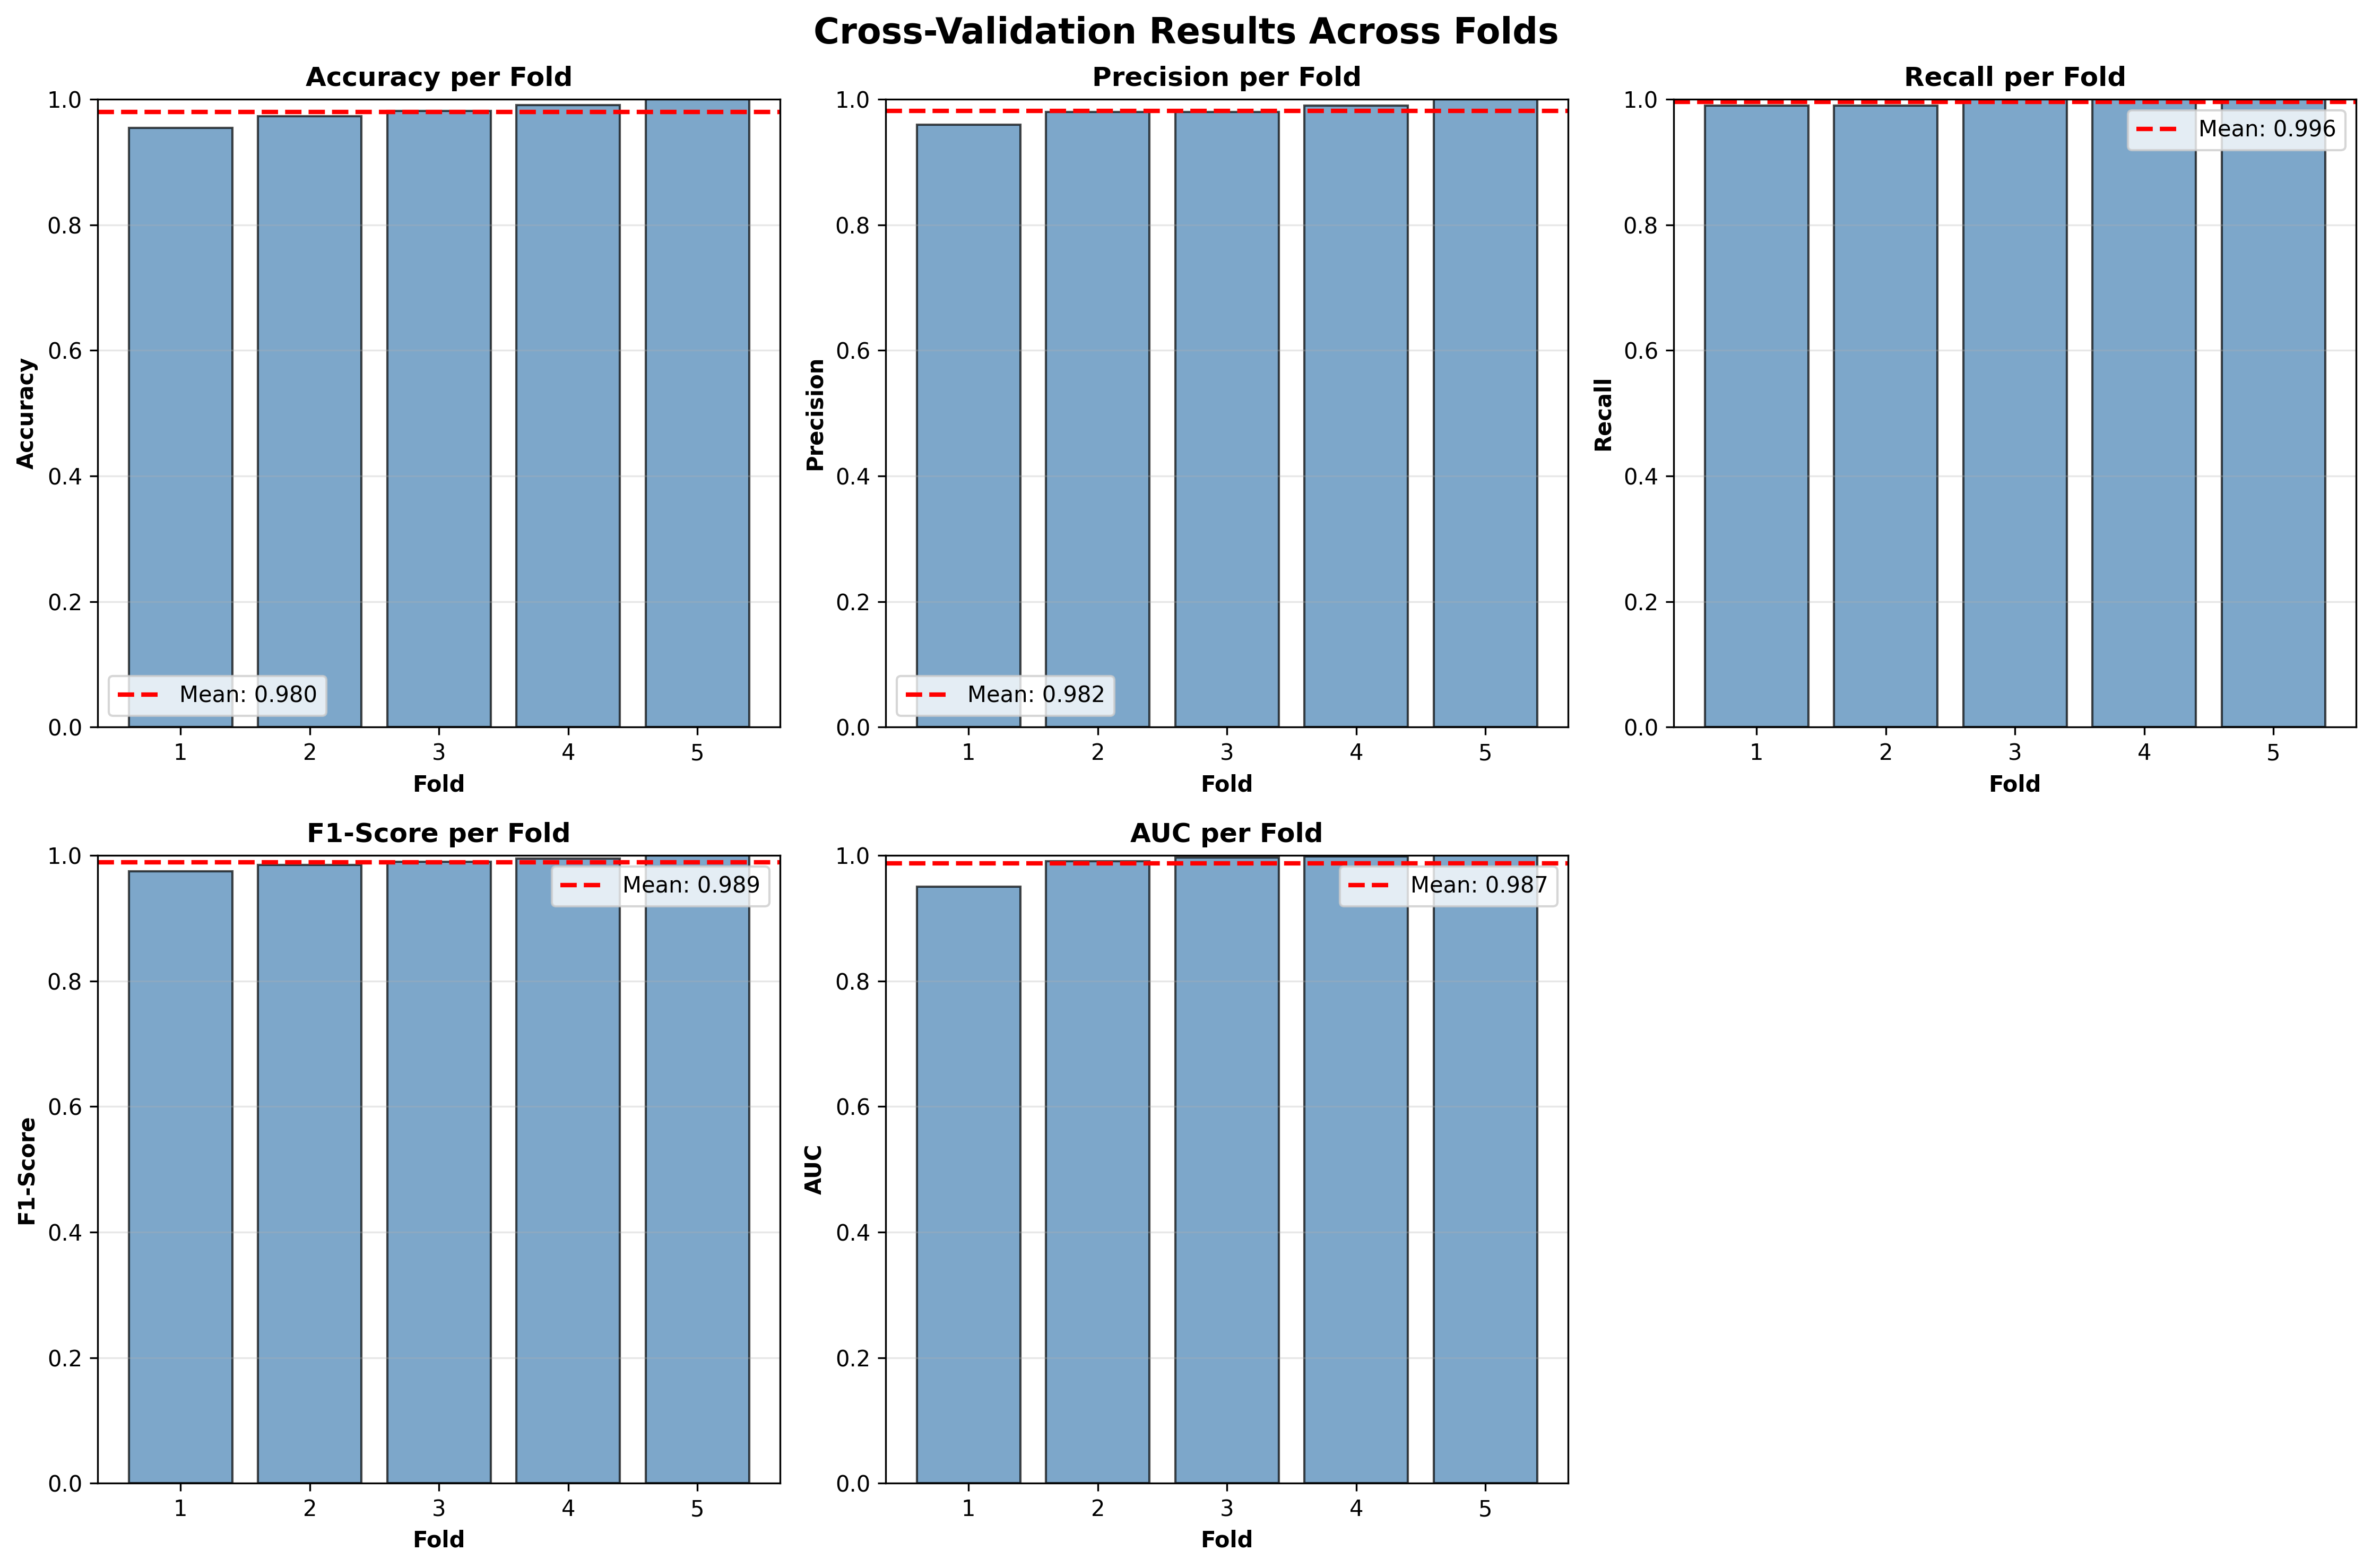 Cross-Validation Results Across Folds
Accuracy per Fold
1.0
0.8
0.6
0.4
0.2
0.0
Accuracy
Mean: 0.980
1 2 3 4 5
Fold
Precision per Fold
1.0
0.8
0.6
0.4
0.2
0.0
Precision
Mean: 0.982
1 2 3 4 5
Fold
Recall per Fold
1.0
0.8
0.6
0.4
0.2
0.0
Recall
Mean: 0.996
1 2 3 4 5
Fold
F1-Score per Fold
1.0
0.8
0.6
0.4
0.2
0.0
F1-Score
Mean: 0.989
1 2 3 4 5
Fold
AUC per Fold
1.0
0.8
0.6
0.4
0.2
0.0
AUC
Mean: 0.987
1 2 3 4 5
Fold